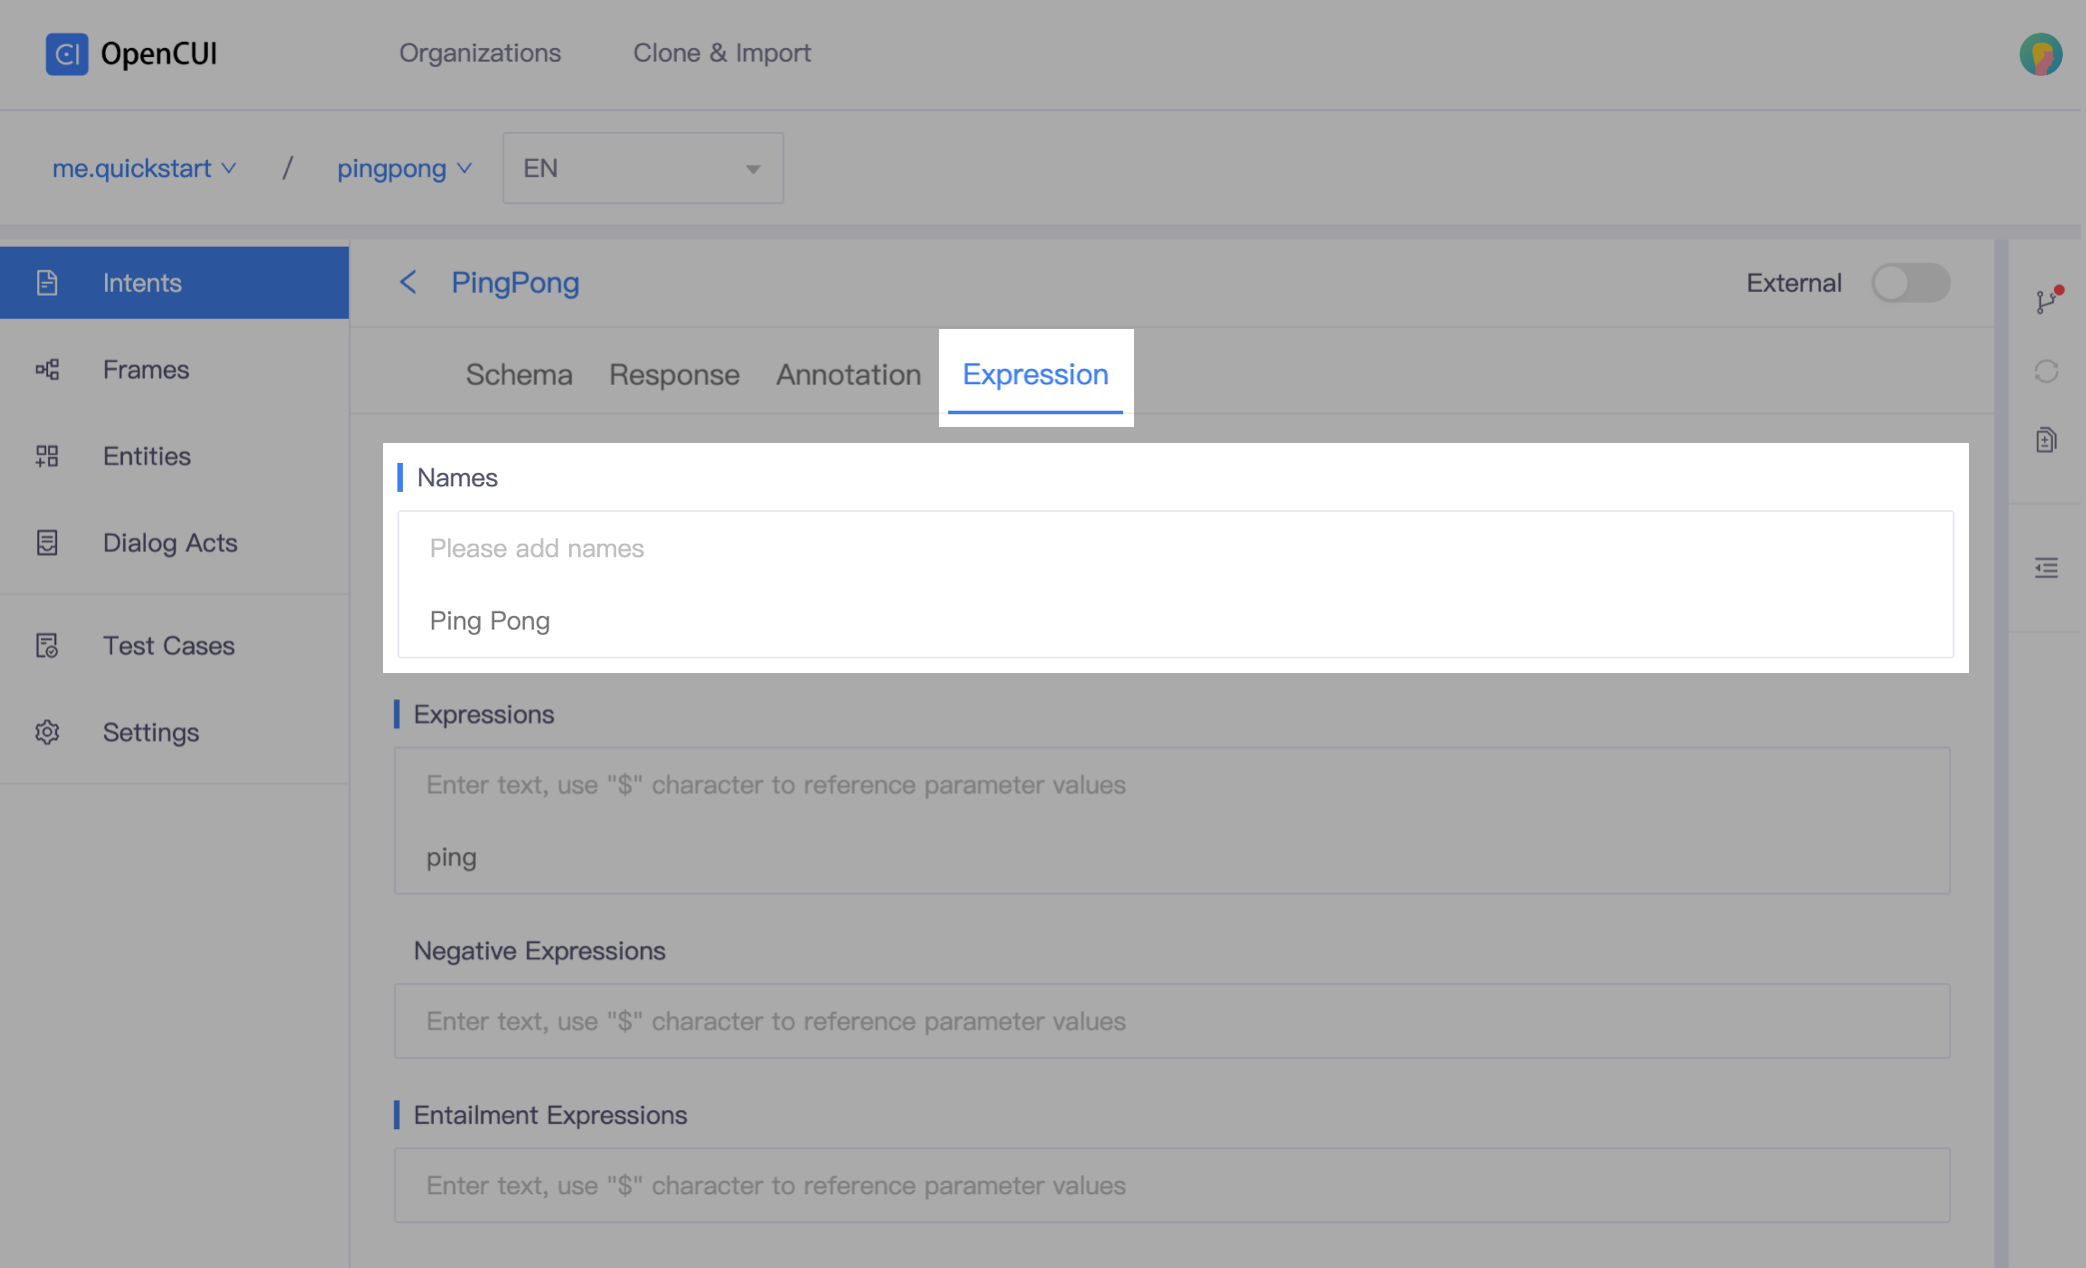 CI OpenCUI
Organizations
Clone & Import
me.quickstart / pingpong
EN
Intents
Frames
Entities
Dialog Acts
Test Cases
Settings
PingPong
External
Schema Response Annotation Expression
Names
Please add names
Ping Pong
Expressions
Enter text, use "$" character to reference parameter values
ping
Negative Expressions
Enter text, use "$" character to reference parameter values
Entailment Expressions
Enter text, use "$" character to reference parameter values